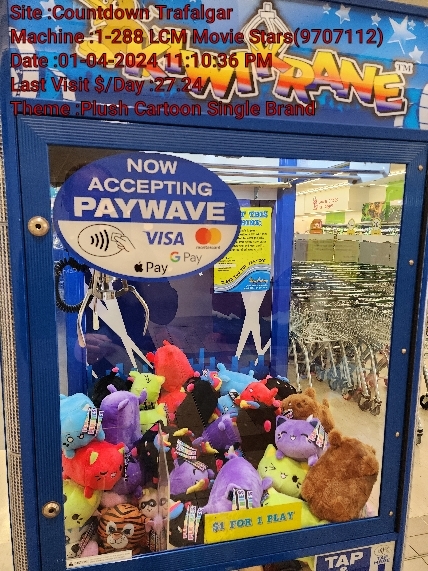 Site :Countdown Trafalgar
Machine :1-288 LCM Movie Stars(9707112)
Date :01-04-2024 11:10:36 PM
Last Visit $/Day :27.24
Theme :Plush Cartoon Single Brand
CRANE™
NOW
ACCEPTING
PAYWAVE
VISA
mastercard
G Pay
Pay
$1 FOR 1 PLAY
TAP